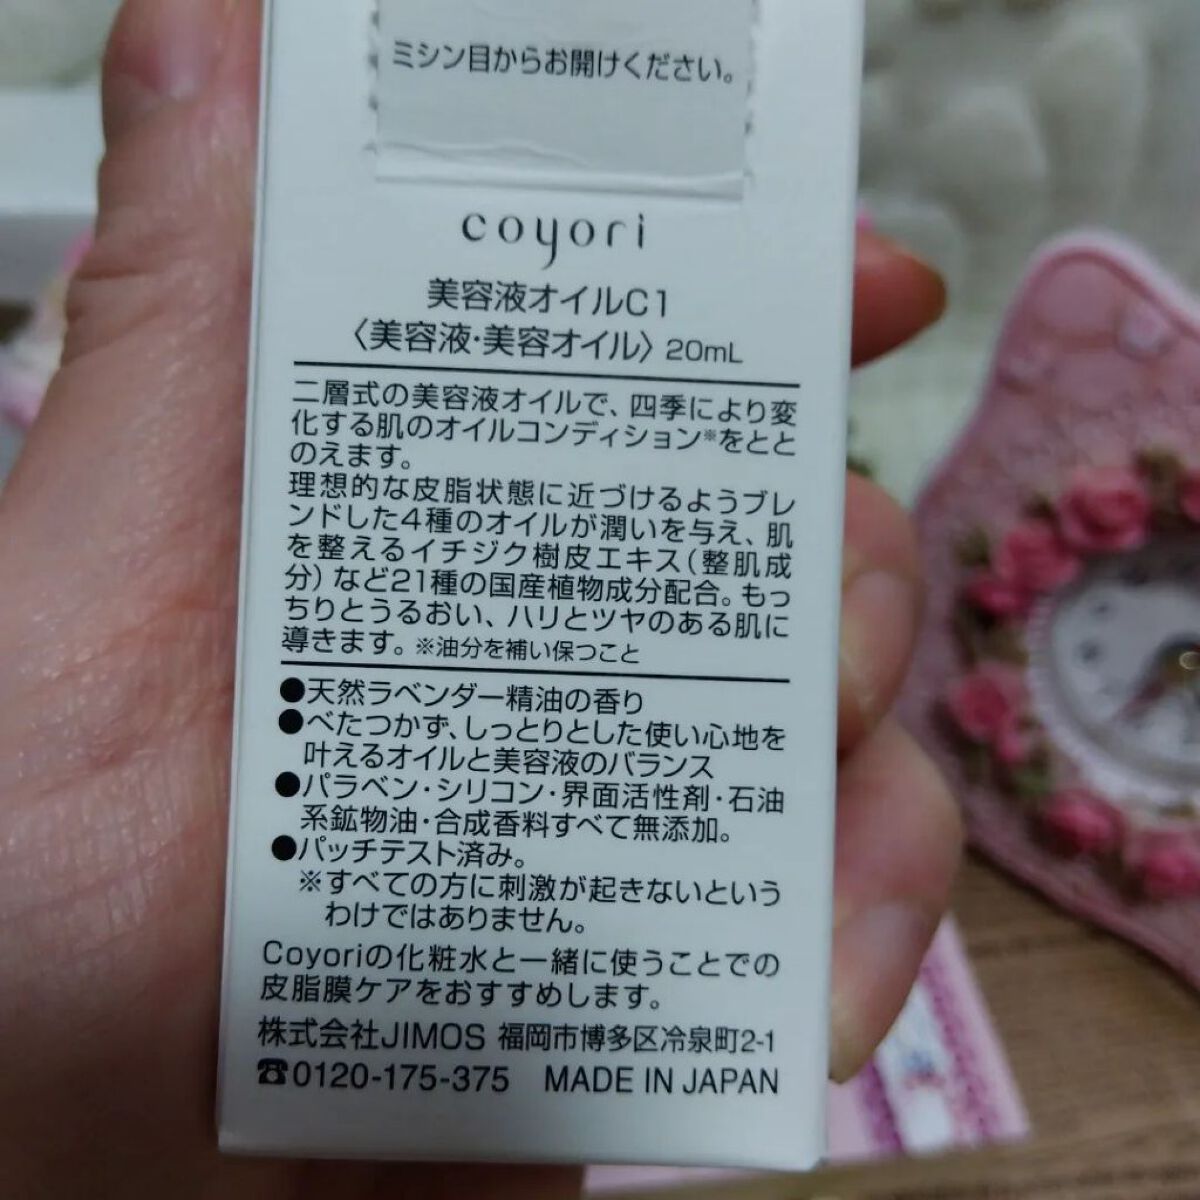 ミシン目からお開けください。
coyori
美容液オイルC1
〈美容液・美容オイル〉 20mL
二層式の美容液オイルで、四季により変
化する肌のオイルコンディション※をとと
のえます。
理想的な皮脂状態に近づけるようブレ
ンドした4種のオイルが潤いを与え、肌
を整えるイチジク樹皮エキス(整肌成
分)など21種の国産植物成分配合。もっ
ちりとうるおい、ハリとツヤのある肌に
導きます。※油分を補い保つこと
●天然ラベンダー精油の香り
●べたつかず、しっとりとした使い心地を
叶えるオイルと美容液のバランス
●パラベン・シリコン・界面活性剤・石油
系鉱物油・合成香料すべて無添加。
●パッチテスト済み。
※すべての方に刺激が起きないという
わけではありません。
Coyoriの化粧水と一緒に使うことでの
皮脂膜ケアをおすすめします。
株式会社JIMOS 福岡市博多区冷泉町2-1
☎0120-175-375 MADE IN JAPAN